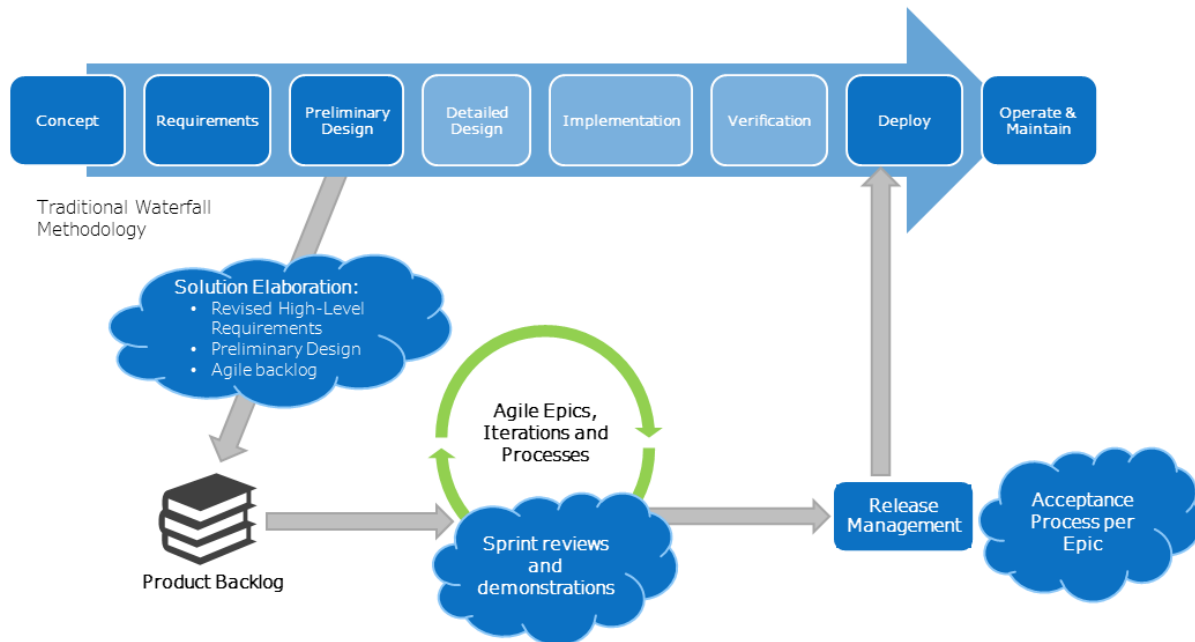 Concept
Requirements
Preliminary
Design
Detailed
Design
Implementation
Verification
Deploy
Operate &
Maintain
Traditional Waterfall
Methodology
Solution Elaboration:
• Revised High-Level
Requirements
• Preliminary Design
• Agile backlog
Agile Epics,
Iterations and
Processes
Product Backlog
Sprint reviews
and
demonstrations
Release
Management
Acceptance
Process per
Epic